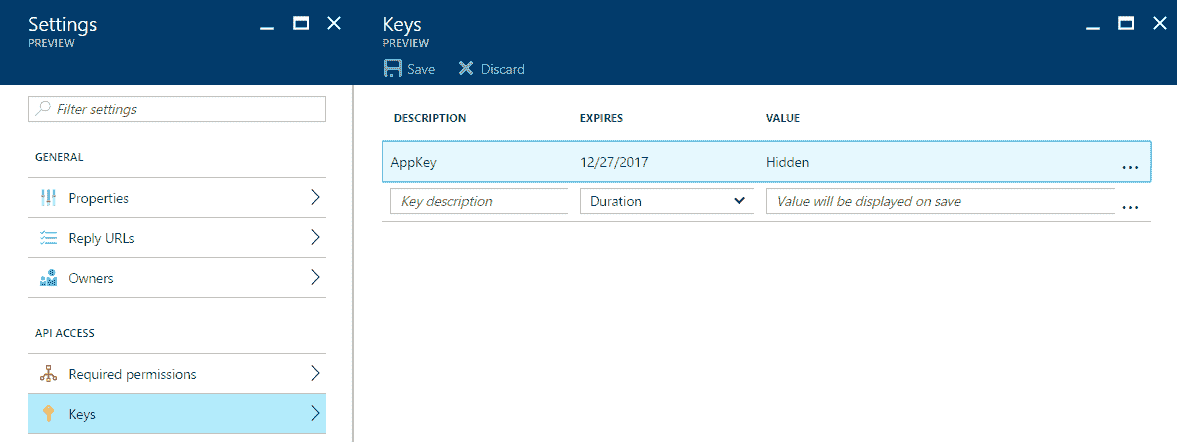 Settings
PREVIEW
Filter settings
GENERAL
Properties
Reply URLs
Owners
API ACCESS
Required permissions
Keys
Keys
PREVIEW
Save Discard
DESCRIPTION EXPIRES VALUE
AppKey 12/27/2017 Hidden ...
Key description Duration Value will be displayed on save ...